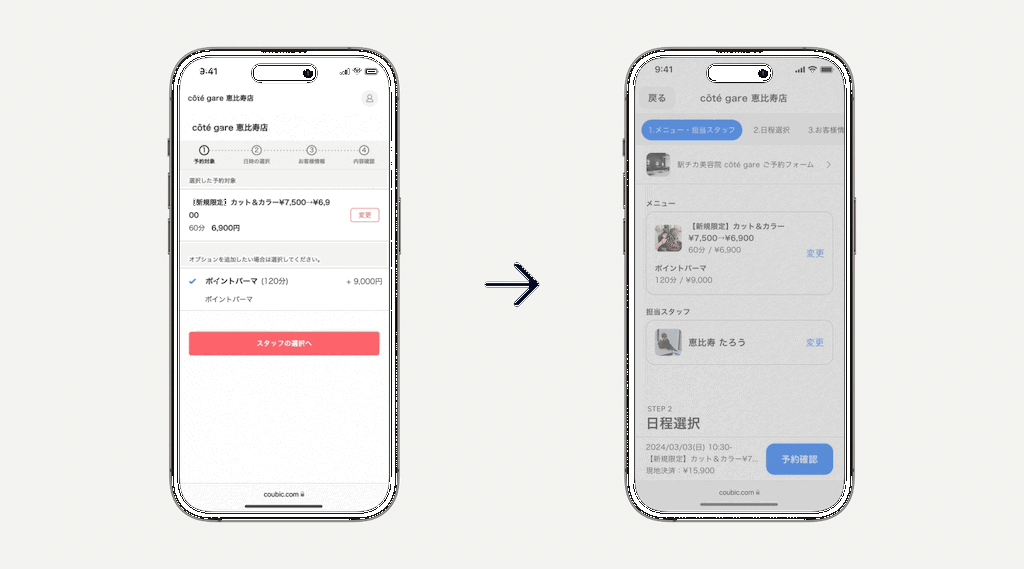 9:41
côté gare 恵比寿店
côté gare 恵比寿店
1 2 3 4
予約対象 日時の選択 お客様情報 内容確認
選択した予約対象
【新規限定】カット＆カラー¥7,500→¥6,9
00
変更
60分 6,900円
オプションを追加したい場合は選択してください。
ポイントパーマ (120分) + 9,000円
ポイントパーマ
スタッフの選択へ
coubic.com
9:41
戻る côté gare 恵比寿店
1.メニュー・担当スタッフ 2.日程選択 3.お客様情
駅チカ美容院 côté gare ご予約フォーム
メニュー
【新規限定】カット＆カラー
¥7,500→¥6,900
60分 / ¥6,900
変更
ポイントパーマ
120分 / ¥9,000
担当スタッフ
恵比寿 たろう 変更
STEP 2
日程選択
2024/03/03(日) 10:30-
【新規限定】カット＆カラー¥7...
現地決済：¥15,900
予約確認
coubic.com